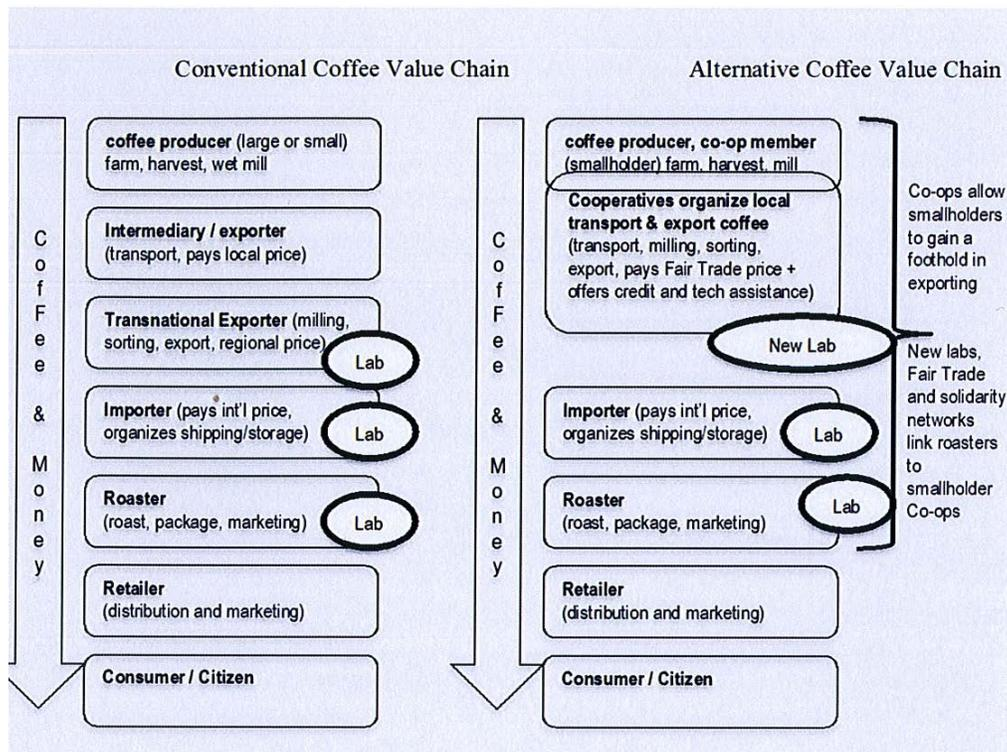 Conventional Coffee Value Chain
coffee producer (large or small)
farm, harvest, wet mill
Intermediary / exporter
(transport, pays local price)
Transnational Exporter (milling,
sorting, export, regional price)
Lab
Importer (pays int'l price,
organizes shipping/storage)
Lab
Roaster
(roast, package, marketing)
Lab
Retailer
(distribution and marketing)
Consumer / Citizen
C
o
F
f
e
e
&
M
o
n
e
y
Alternative Coffee Value Chain
coffee producer, co-op member
(smallholder) farm, harvest, mill
Cooperatives organize local
transport & export coffee
(transport, milling, sorting,
export, pays Fair Trade price +
offers credit and tech assistance)
New Lab
Importer (pays int'l price,
organizes shipping/storage)
Lab
Roaster
(roast, package, marketing)
Lab
Retailer
(distribution and marketing)
Consumer / Citizen
C
o
F
f
e
e
&
M
o
n
e
y
Co-ops allow
smallholders
to gain a
foothold in
exporting
New labs,
Fair Trade
and solidarity
networks
link roasters
to
smallholder
Co-ops